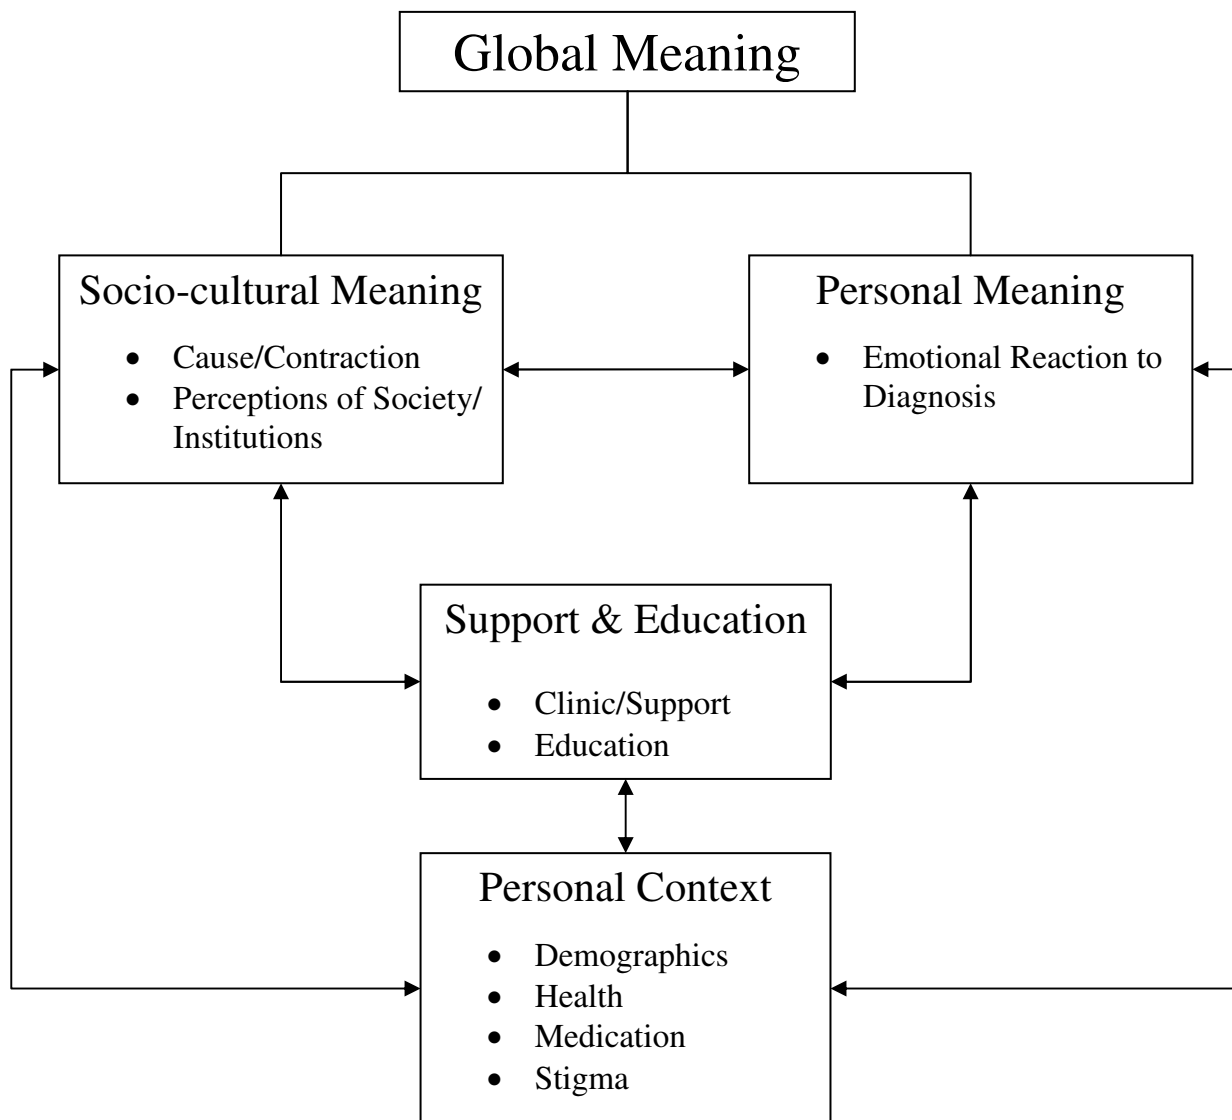 Global Meaning
Socio-cultural Meaning
• Cause/Contraction
• Perceptions of Society/
Institutions
Personal Meaning
• Emotional Reaction to
Diagnosis
Support & Education
• Clinic/Support
• Education
Personal Context
• Demographics
• Health
• Medication
• Stigma